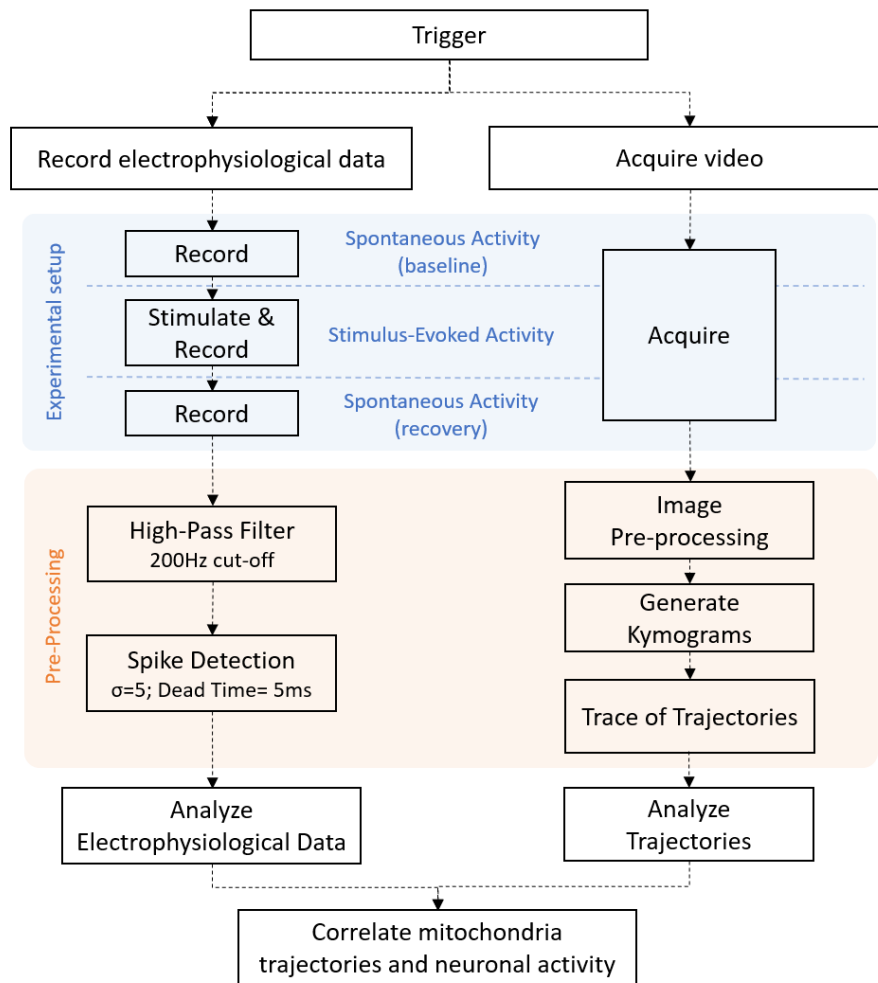 Trigger
Record electrophysiological data
Acquire video
Experimental setup
Record
Spontaneous Activity
(baseline)
Stimulate &
Record
Stimulus-Evoked Activity
Acquire
Record
Spontaneous Activity
(recovery)
Pre-Processing
High-Pass Filter
200Hz cut-off
Spike Detection
σ=5; Dead Time= 5ms
Image
Pre-processing
Generate
Kymograms
Trace of Trajectories
Analyze
Electrophysiological Data
Analyze
Trajectories
Correlate mitochondria
trajectories and neuronal activity